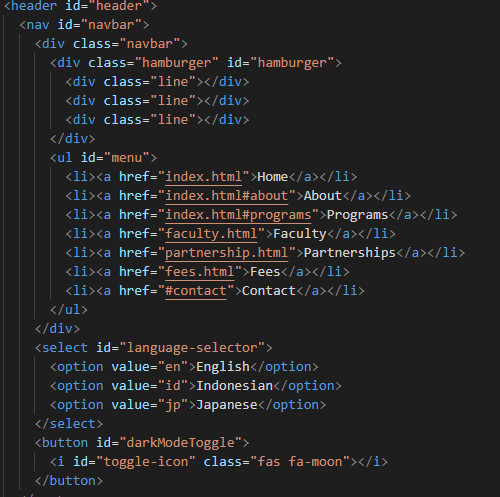 <header id="header">
<nav id="navbar">
<div class="navbar">
<div class="hamburger" id="hamburger">
<div class="line"></div>
<div class="line"></div>
<div class="line"></div>
</div>
<ul id="menu">
<li><a href="index.html">Home</a></li>
<li><a href="index.html#about">About</a></li>
<li><a href="index.html#programs">Programs</a></li>
<li><a href="faculty.html">Faculty</a></li>
<li><a href="partnership.html">Partnerships</a></li>
<li><a href="fees.html">Fees</a></li>
<li><a href="#contact">Contact</a></li>
</ul>
</div>
<select id="language-selector">
<option value="en">English</option>
<option value="id">Indonesian</option>
<option value="jp">Japanese</option>
</select>
<button id="darkModeToggle">
<i id="toggle-icon" class="fas fa-moon"></i>
</button>